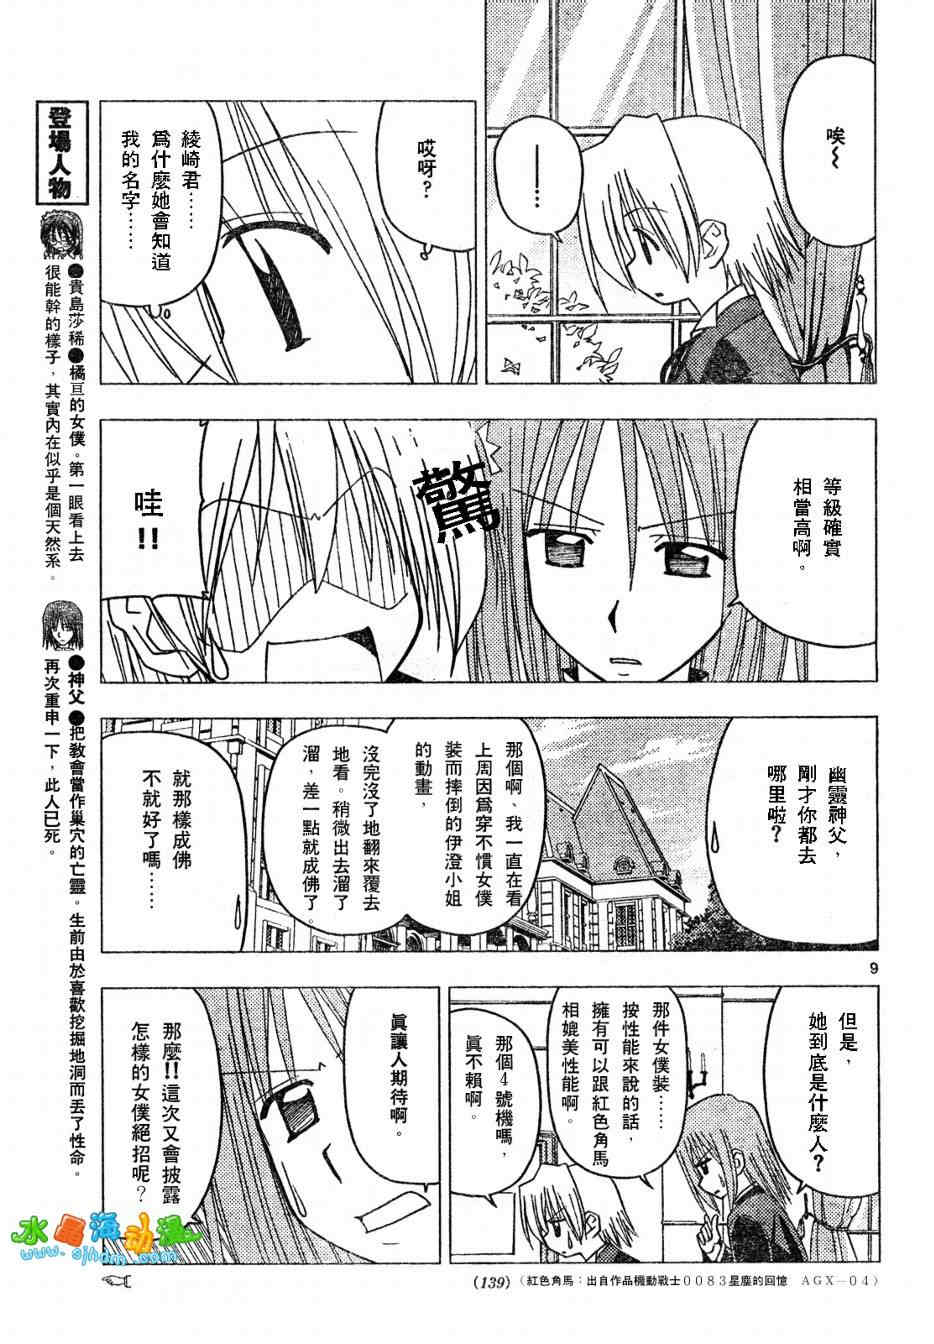 唉～
………
哎呀？
綾崎君……
爲什麼她會知道
我的名字……
等級確實
相當高啊。
驚
哇!!
幽靈神父，
剛才你都去
哪里啦？
那個啊、我一直在看
上周因爲穿不慣女僕
裝而摔倒的伊澄小姐
的動畫，
沒完沒了地翻來覆去
地看。稍微出去溜了
溜，差一點就成佛了。
就那樣成佛
不就好了嗎……
9
但是，
她到底是什麼人？
那件女僕裝……
按性能來說的話，
擁有可以跟紅色角馬
相媲美性能啊。
那個4號機嗎，
眞不賴啊。
眞讓人期待啊。
那麼!!這次又會披露
怎樣的女僕絕招呢？
登場人物
●貴島莎稀●橘亘的女僕。第一眼看上去
很能幹的樣子，其實內在似乎是個天然系。
●神父●把教會當作巢穴的亡靈。生前由於喜歡挖掘地洞而丟了性命。
再次重申一下，此人已死。
水晶海动漫
www.sjhdm.com
(139)
（紅色角馬：出自作品機動戰士0083星塵的回憶 AGX－04）